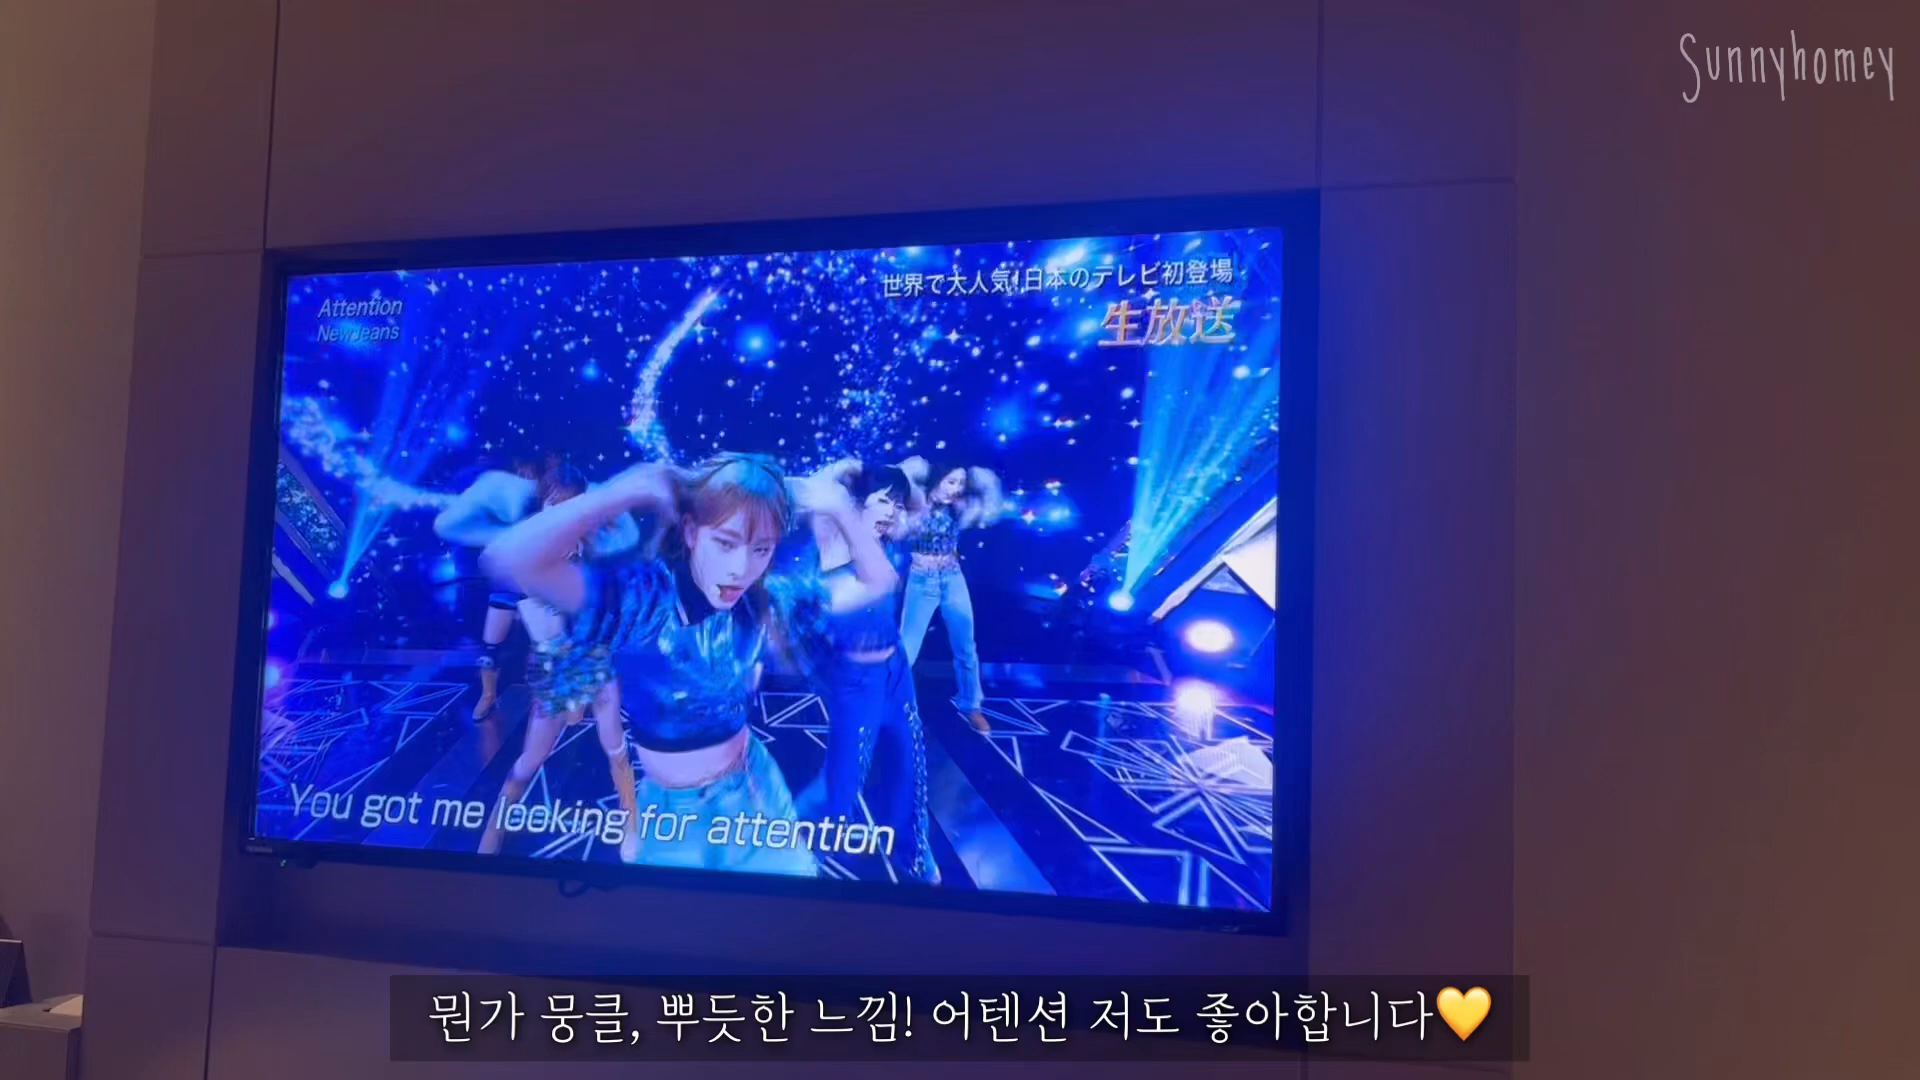 Sunnyhomey
世界で大人気!日本のテレビ初登場
生放送
Attention
NewJeans
You got me looking for attention
뭔가 뭉클, 뿌듯한 느낌! 어텐션 저도 좋아합니다💛